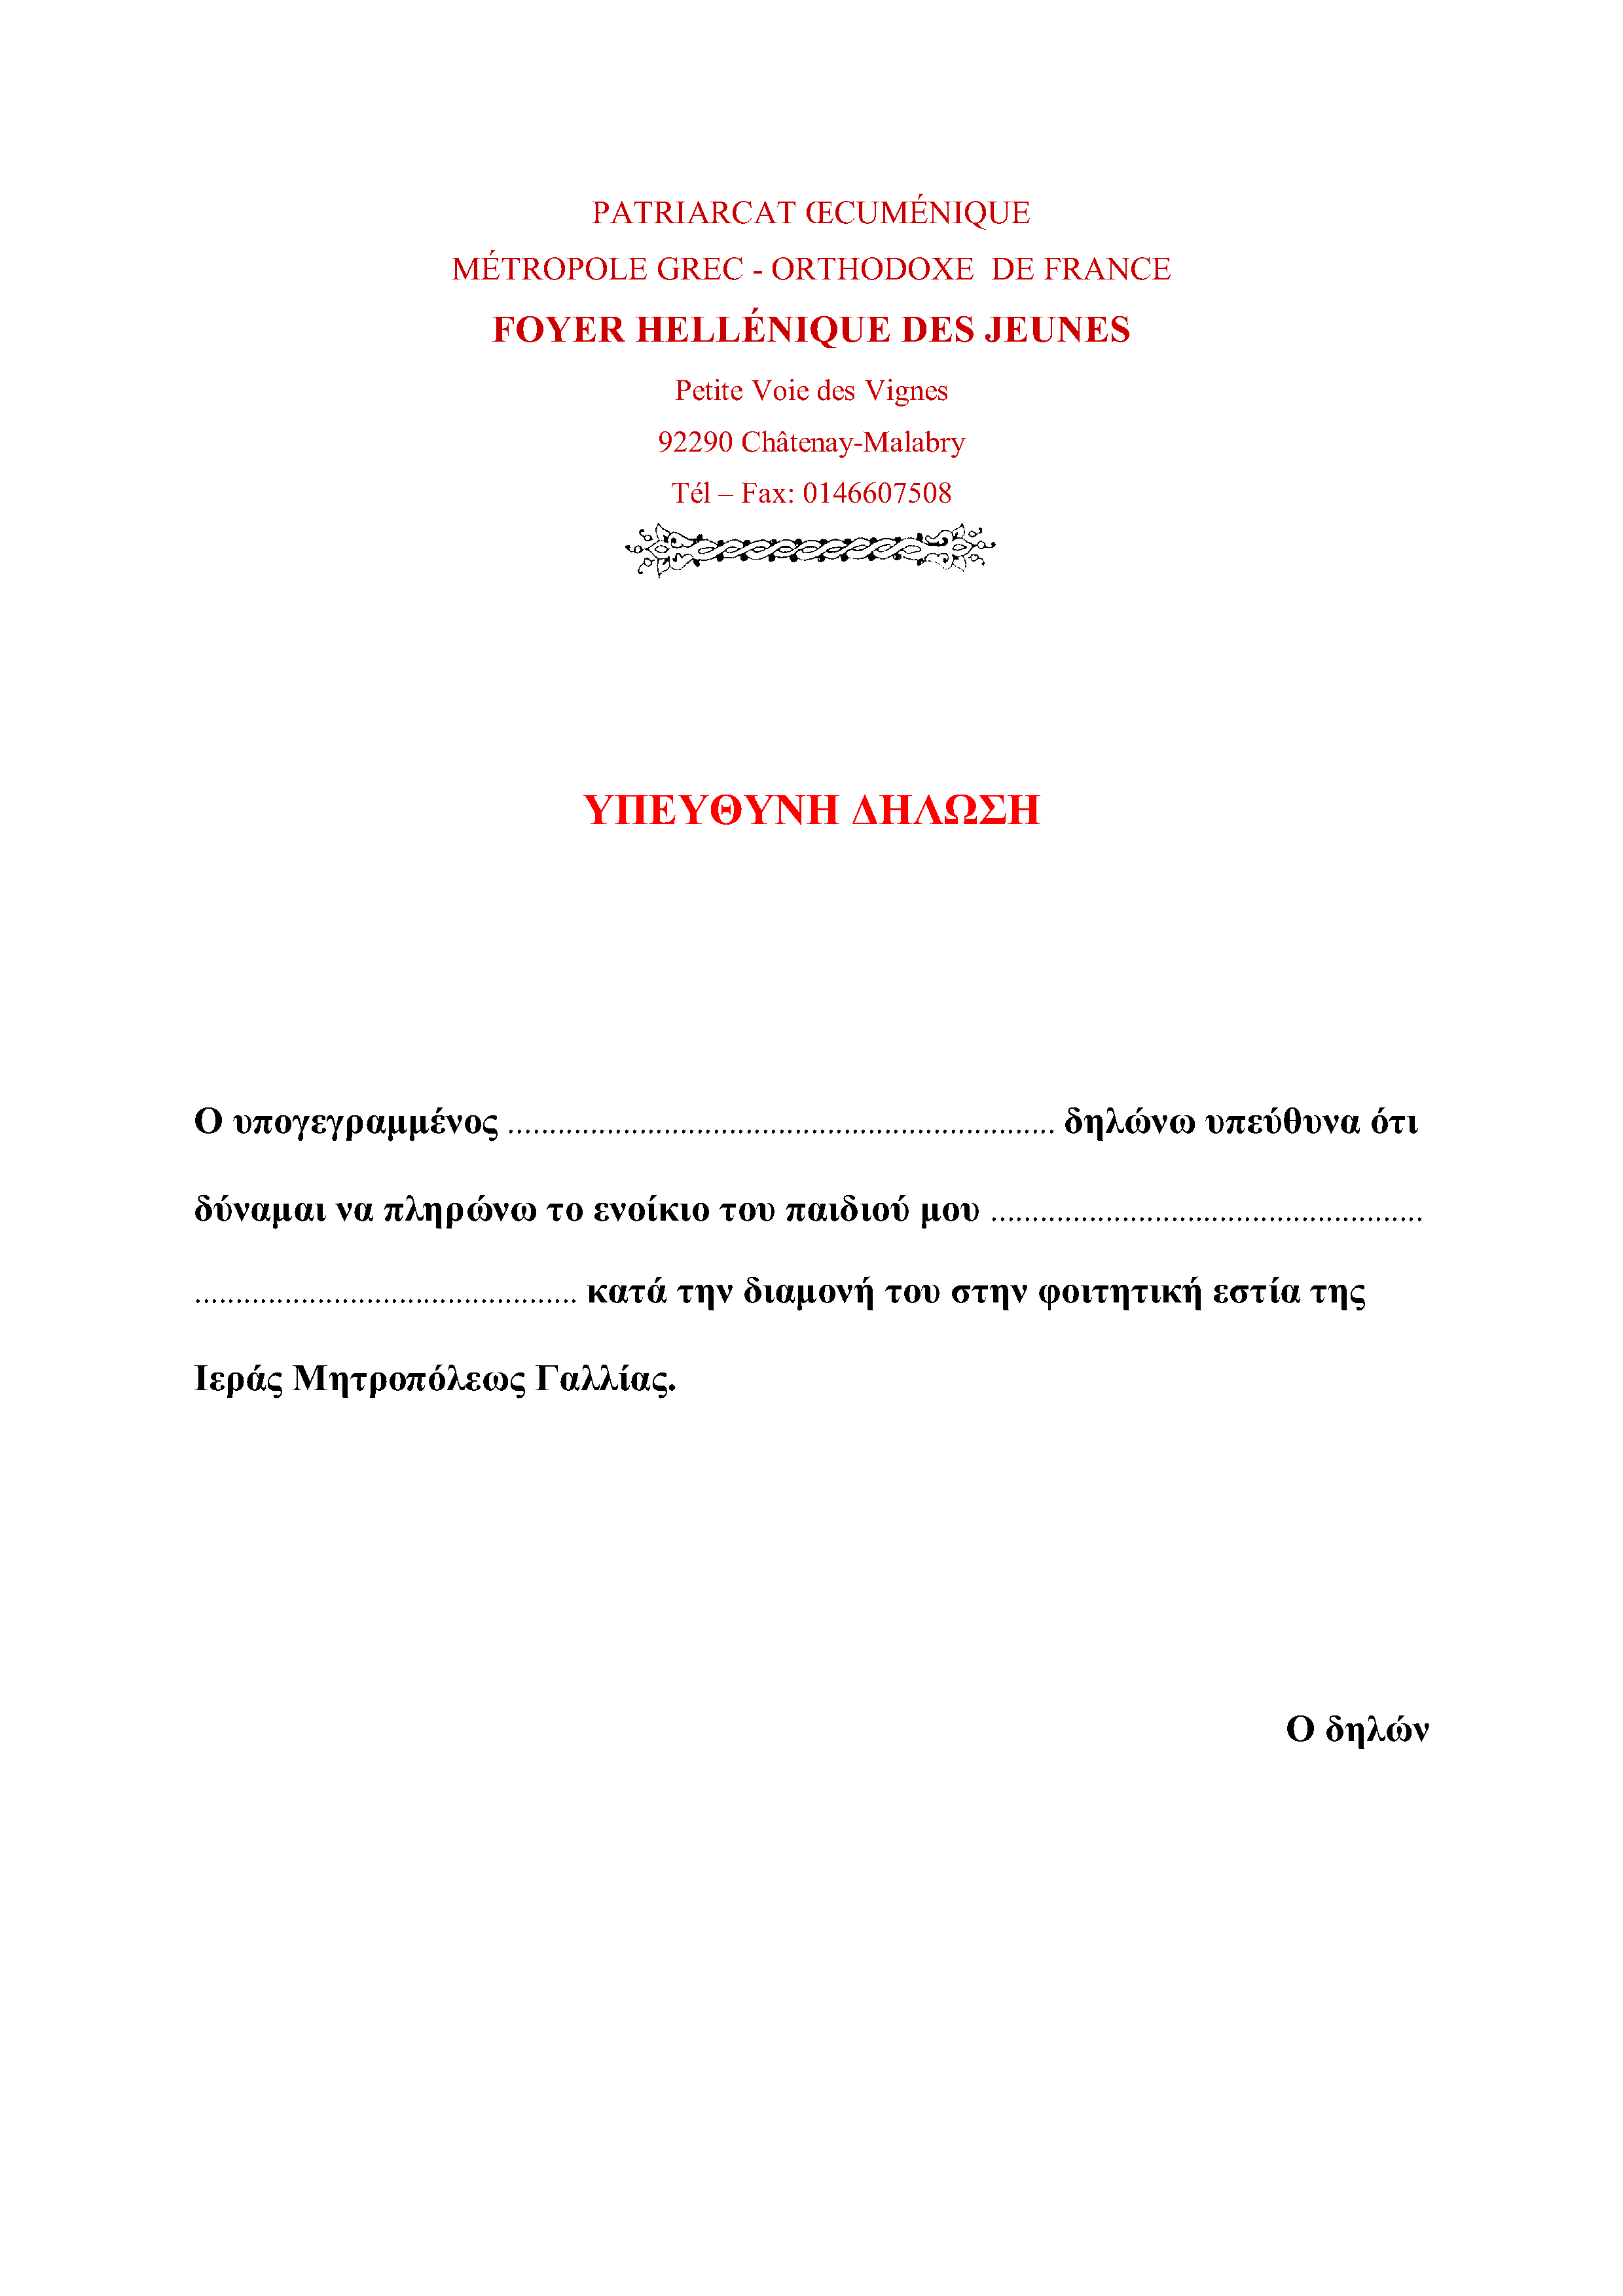 PATRIARCAT ŒCUMÉNIQUE
MÉTROPOLE GREC - ORTHODOXE DE FRANCE
FOYER HELLÉNIQUE DES JEUNES
Petite Voie des Vignes
92290 Châtenay-Malabry
Tél – Fax: 0146607508
ΥΠΕΥΘΥΝΗ ΔΗΛΩΣΗ
Ο υπογεγραμμένος ................................................................... δηλώνω υπεύθυνα ότι
δύναμαι να πληρώνω το ενοίκιο του παιδιού μου .....................................................
............................................... κατά την διαμονή του στην φοιτητική εστία της
Ιεράς Μητροπόλεως Γαλλίας.
Ο δηλών